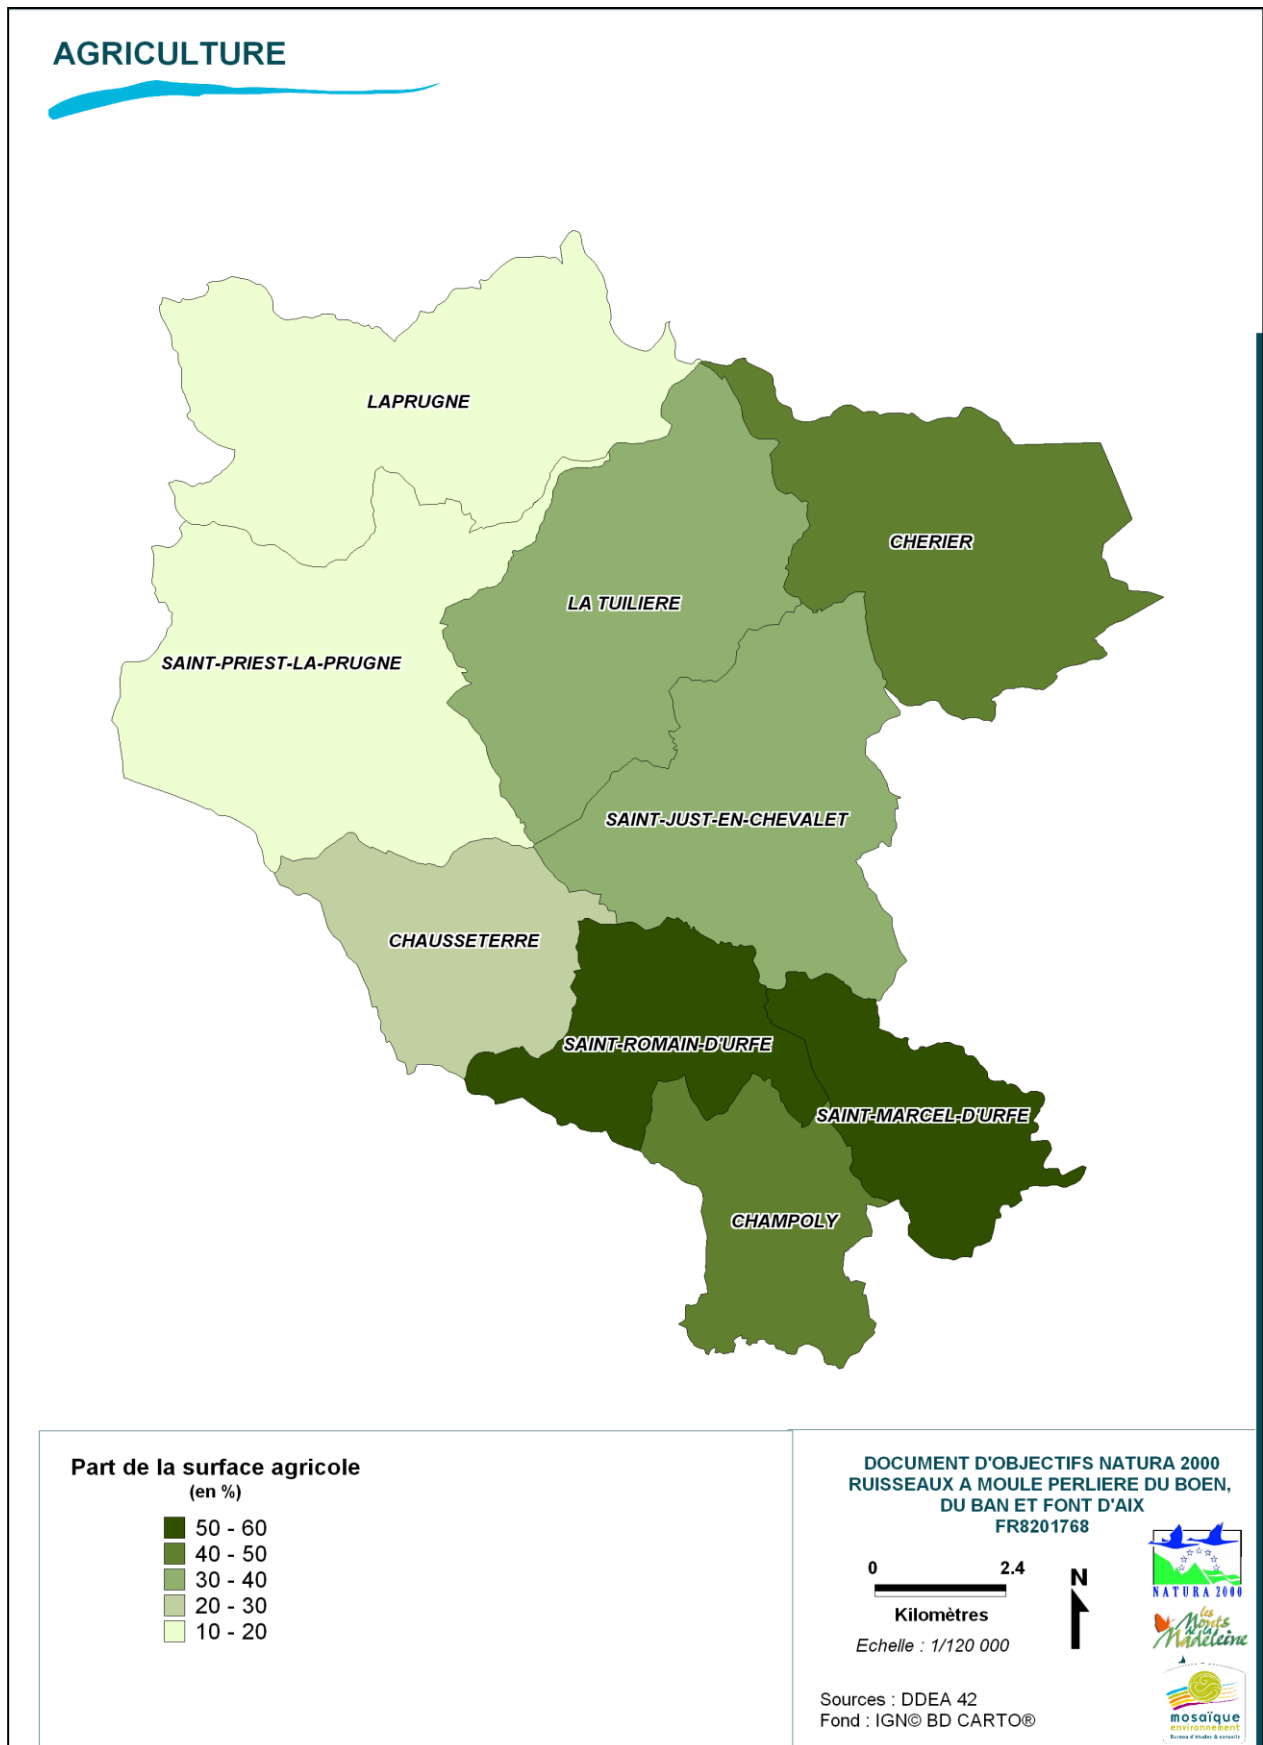 AGRICULTURE
LAPRUGNE
CHERIER
LA TUILIERE
SAINT-PRIEST-LA-PRUGNE
SAINT-JUST-EN-CHEVALET
CHAUSSETERRE
SAINT-ROMAIN-D'URFE
SAINT-MARCEL-D'URFE
CHAMPOLY
Part de la surface agricole
(en %)
50 - 60
40 - 50
30 - 40
20 - 30
10 - 20
DOCUMENT D'OBJECTIFS NATURA 2000
RUISSEAUX A MOULE PERLIERE DU BOEN,
DU BAN ET FONT D'AIX
FR8201768
0 2.4
Kilomètres
Echelle : 1/120 000
N
Sources : DDEA 42
Fond : IGN© BD CARTO®
NATURA 2000
les
Monts
de la
Madeleine
mosaïque
environnement
Bureau d'études & conseils